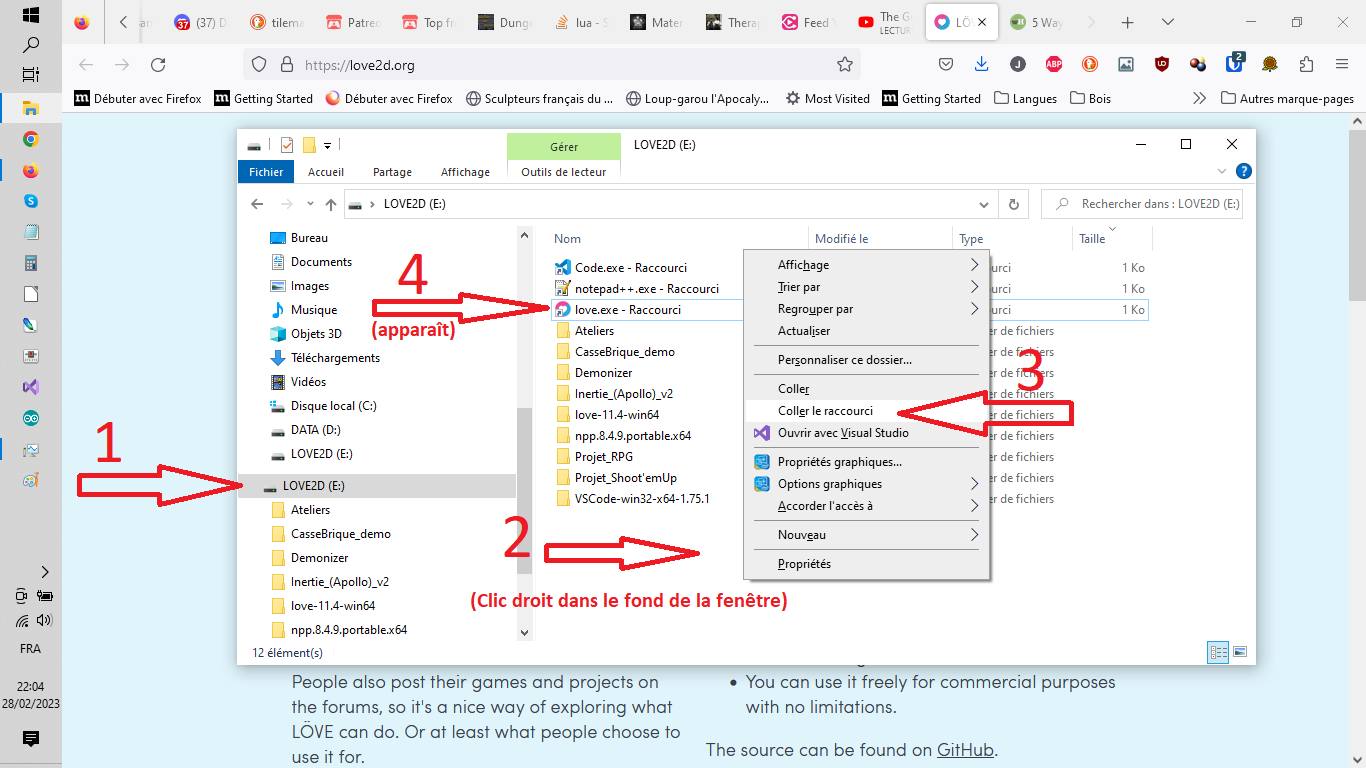 an
37
(37) D
tilema
Patreo
Top fr
Dunge
lua - S
Mater
Thera
Feed Y
The G
LECTURE
LÖ
5 Way
https://love2d.org
J
ABP
2
Débuter avec Firefox
Getting Started
Débuter avec Firefox
Sculpteurs français du ...
Loup-garou l'Apocaly...
Most Visited
Getting Started
Langues
Bois
Autres marque-pages
Gérer
LOVE2D (E:)
Fichier
Accueil
Partage
Affichage
Outils de lecteur
LOVE2D (E:)
Rechercher dans : LOVE2D (E:)
Bureau
Documents
Images
Musique
Objets 3D
Téléchargements
Vidéos
Disque local (C:)
DATA (D:)
LOVE2D (E:)
LOVE2D (E:)
Ateliers
CasseBrique_demo
Demonizer
Inertie_(Apollo)_v2
love-11.4-win64
npp.8.4.9.portable.x64
Nom
Modifié le
Type
Taille
Code.exe - Raccourci
ourci
1 Ko
notepad++.exe - Raccourci
ourci
1 Ko
love.exe - Raccourci
ourci
1 Ko
Ateliers
er de fichiers
CasseBrique_demo
er de fichiers
Demonizer
er de fichiers
Inertie_(Apollo)_v2
er de fichiers
love-11.4-win64
er de fichiers
npp.8.4.9.portable.x64
er de fichiers
Projet_RPG
er de fichiers
Projet_Shoot'emUp
er de fichiers
VSCode-win32-x64-1.75.1
er de fichiers
Affichage
Trier par
Regrouper par
Actualiser
Personnaliser ce dossier...
Coller
Coller le raccourci
Ouvrir avec Visual Studio
Propriétés graphiques...
Options graphiques
Accorder l'accès à
Nouveau
Propriétés
1
2
(Clic droit dans le fond de la fenêtre)
3
4
(apparaît)
12 élément(s)
People also post their games and projects on
the forums, so it's a nice way of exploring what
LÖVE can do. Or at least what people choose to
use it for.
You can use it freely for commercial purposes
with no limitations.
The source can be found on GitHub.
FRA
22:04
28/02/2023